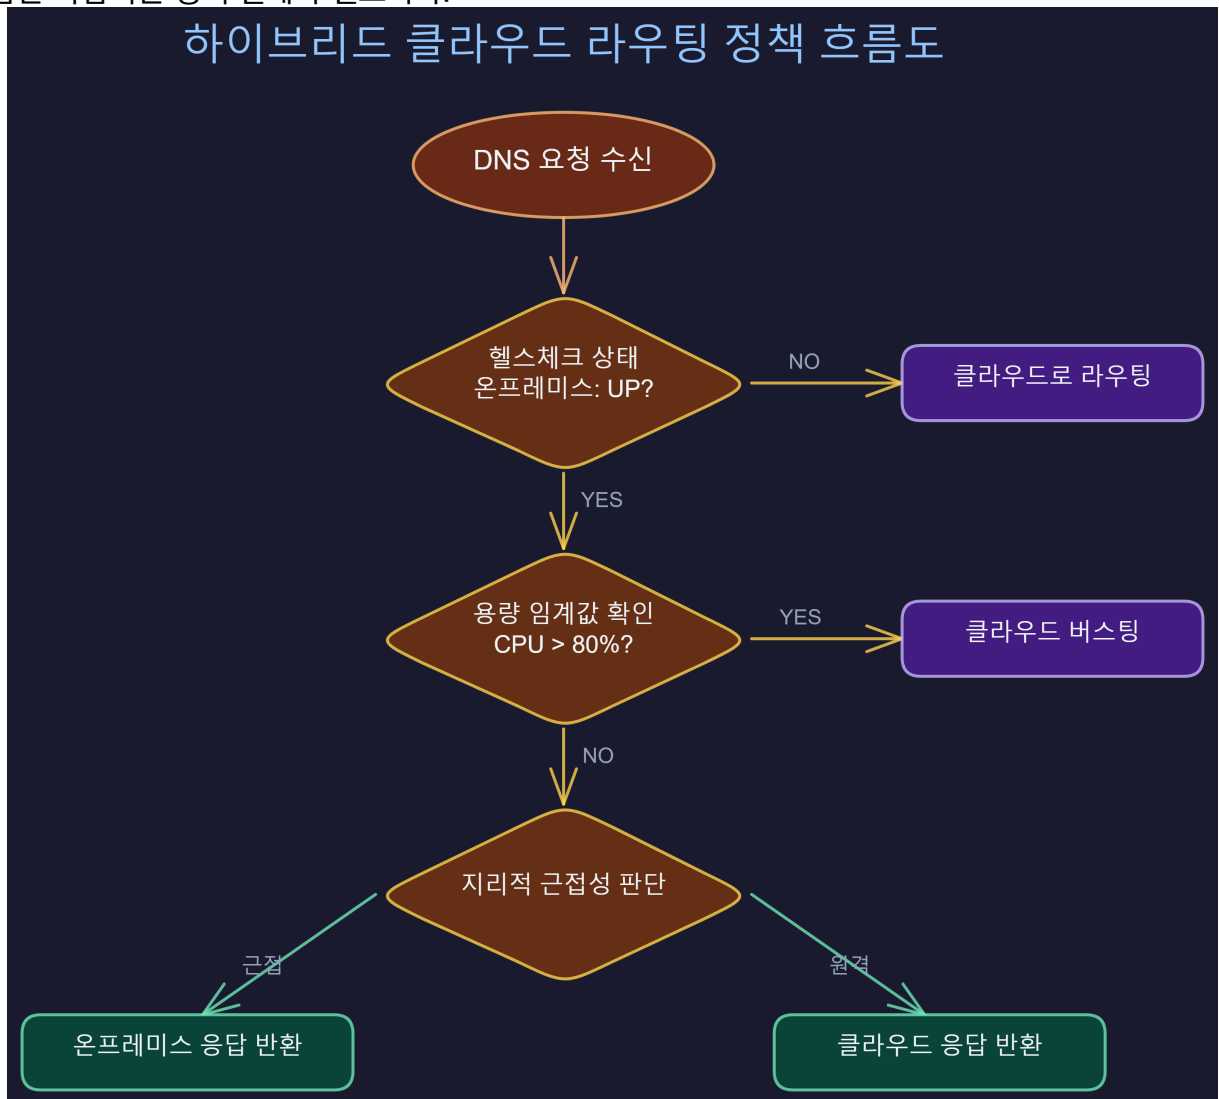 하이브리드 클라우드 라우팅 정책 흐름도
DNS 요청 수신
헬스체크 상태
온프레미스: UP?
NO
클라우드로 라우팅
YES
용량 임계값 확인
CPU > 80%?
YES
클라우드 버스팅
NO
지리적 근접성 판단
근접
원격
온프레미스 응답 반환
클라우드 응답 반환